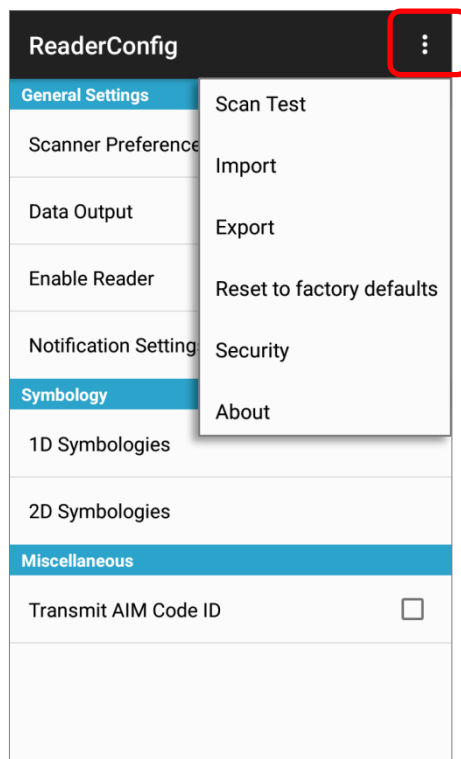 ReaderConfig
General Settings
Scanner Preference
Data Output
Enable Reader
Notification Setting
Symbology
1D Symbologies
2D Symbologies
Miscellaneous
Transmit AIM Code ID
Scan Test
Import
Export
Reset to factory defaults
Security
About